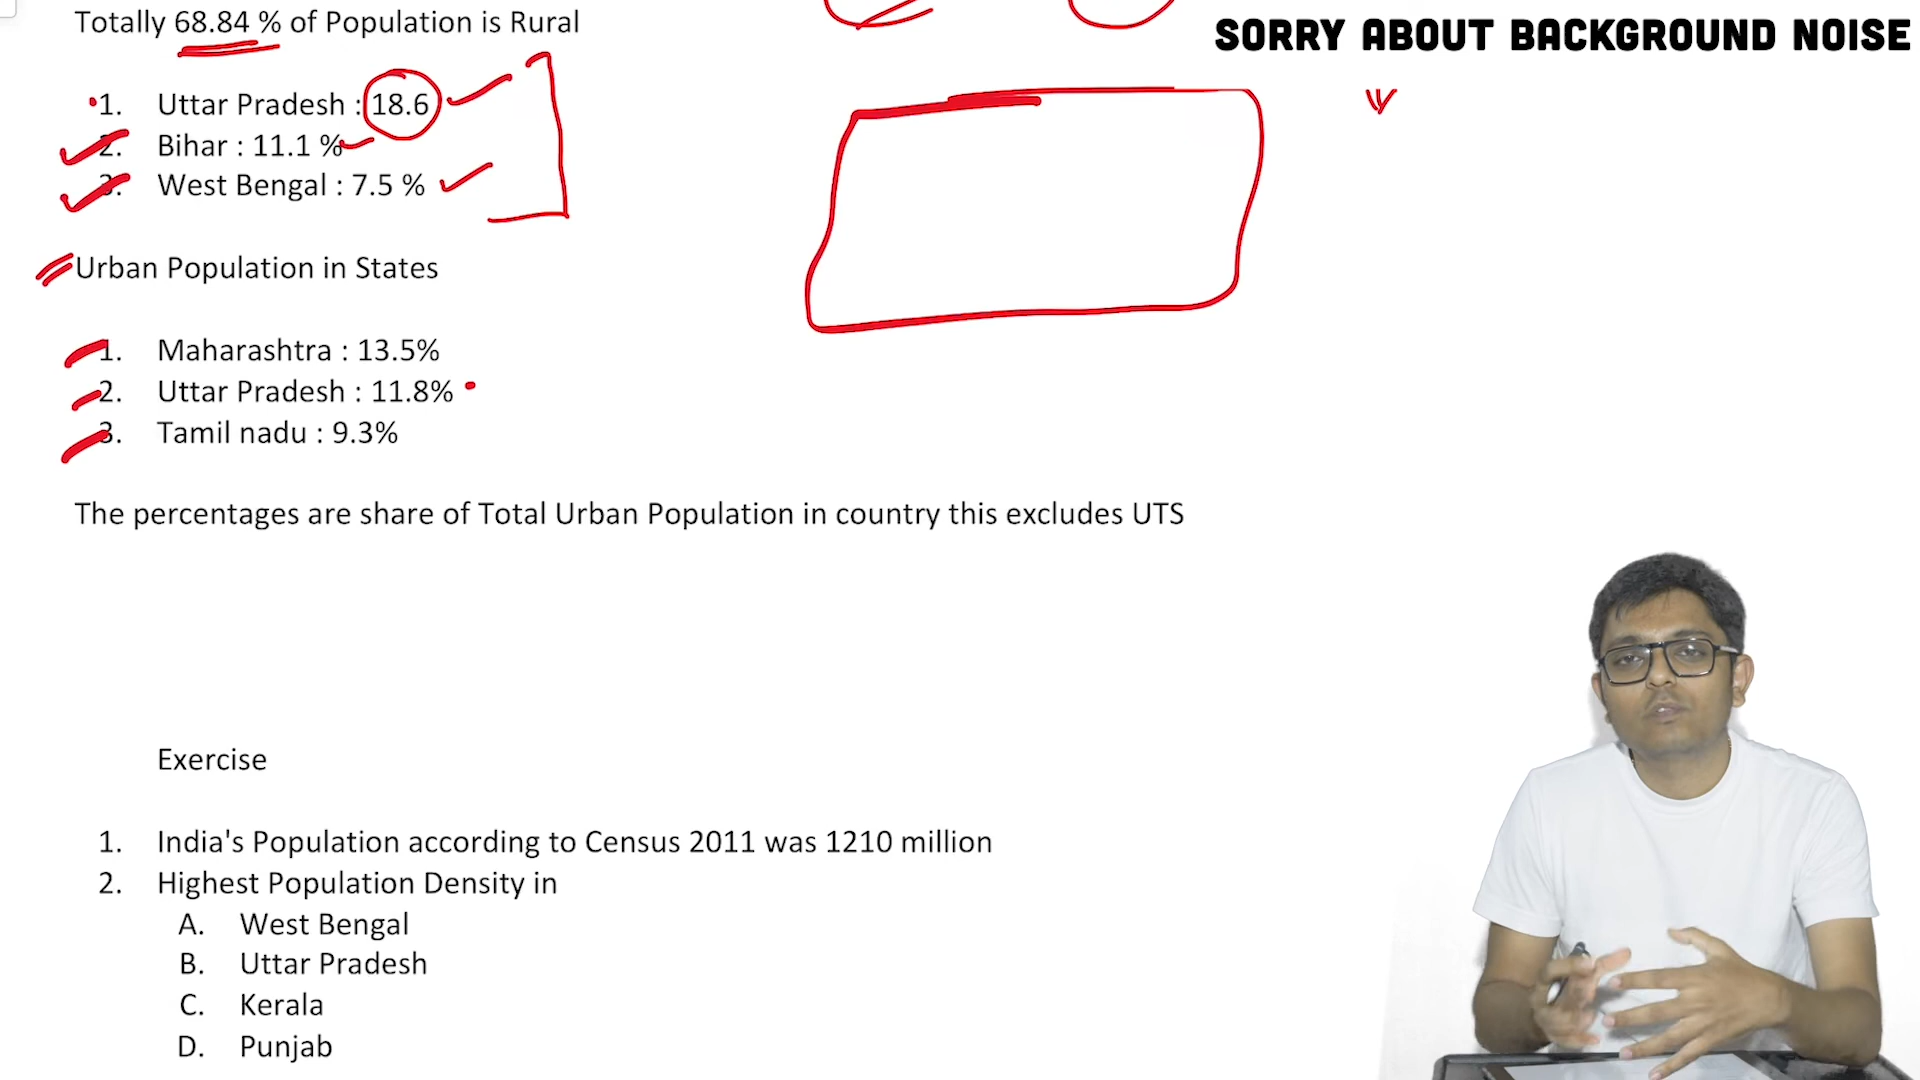 Totally 68.84 % of Population is Rural
SORRY ABOUT BACKGROUND NOISE
1. Uttar Pradesh : 18.6
2. Bihar : 11.1 %
3. West Bengal : 7.5 %
Urban Population in States
1. Maharashtra : 13.5%
2. Uttar Pradesh : 11.8%
3. Tamil nadu : 9.3%
The percentages are share of Total Urban Population in country this excludes UTS
Exercise
1. India's Population according to Census 2011 was 1210 million
2. Highest Population Density in
A. West Bengal
B. Uttar Pradesh
C. Kerala
D. Punjab